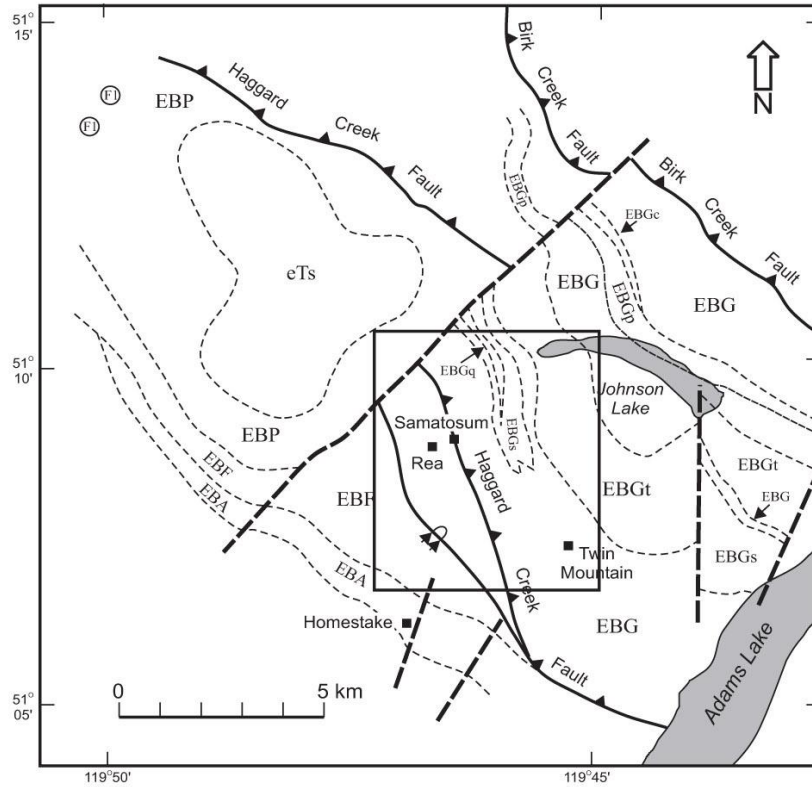 51°
15'
Birk
Creek
Fault
N
Haggard
Creek
Fault
EBP
F1
F1
EBGp
Birk
Creek
Fault
EBGc
eTs
EBG
EBGp
EBG
51°
10'
EBGq
Johnson
Lake
Samatosum
Rea
EBGs
Haggard
Creek
Fault
EBP
EBF
EBA
EBF
EBGt
EBGt
EBG
EBGs
EBA
Twin
Mountain
Homestake
EBG
Adams Lake
0
5 km
51°
05'
119°50'
119°45'